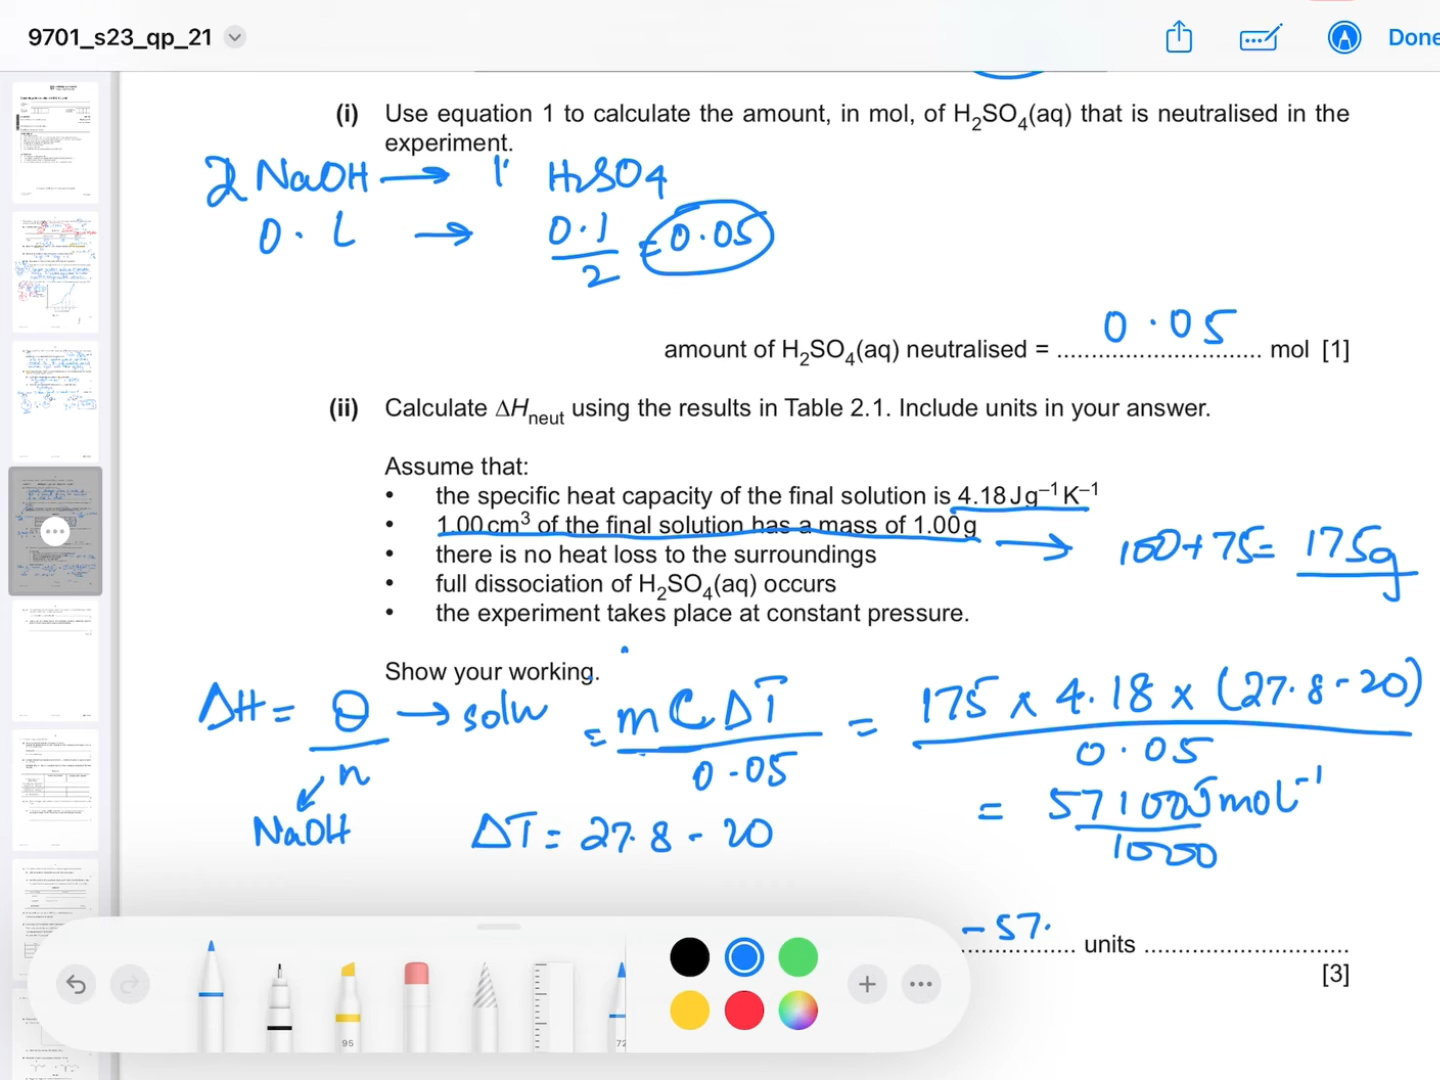 9701_s23_qp_21
Done
(i) Use equation 1 to calculate the amount, in mol, of H₂SO₄(aq) that is neutralised in the
experiment.
2 NaOH → 1 H2SO4
0.1 → 0.1/2 = 0.05
0.05
amount of H₂SO₄(aq) neutralised = .............................. mol [1]
(ii) Calculate ΔHneut using the results in Table 2.1. Include units in your answer.
Assume that:
• the specific heat capacity of the final solution is 4.18 J g⁻¹ K⁻¹
• 1.00 cm³ of the final solution has a mass of 1.00 g → 100+75= 175g
• there is no heat loss to the surroundings
• full dissociation of H₂SO₄(aq) occurs
• the experiment takes place at constant pressure.
Show your working.
ΔH = Q/n → soln = mCΔT/0.05 = 175 x 4.18 x (27.8-20)/0.05
NaOH ΔT = 27.8 - 20 = 57100 J mol⁻¹/1000
-57. units ..............................
[3]
95
72